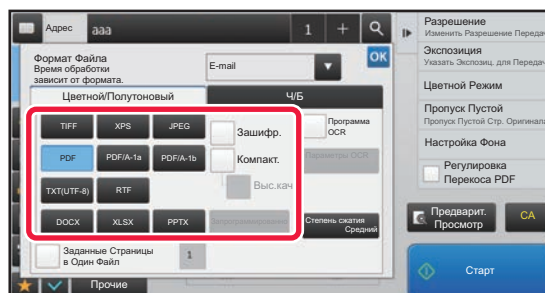 Адрес
aaa
1
Формат Файла
Время обработки
зависит от формата.
E-mail
OK
Цветной/Полутоновый
Ч/Б
TIFF
XPS
JPEG
Зашифр.
Программа
OCR
PDF
PDF/A-1a
PDF/A-1b
Компакт.
Параметры OCR
TXT(UTF-8)
RTF
Выс.кач
DOCX
XLSX
PPTX
Степень сжатия
Средний
Заданные Страницы
в Один Файл
1
Прочие
Разрешение
Изменить Разрешение Передач
Экспозиция
Указать Экспозиц. для Передач
Цветной Режим
Пропуск Пустой
Пропуск Пустой Стр. Оригинала
Настройка Фона
Регулировка
Перекоса PDF
Предварит.
Просмотр
CA
Старт